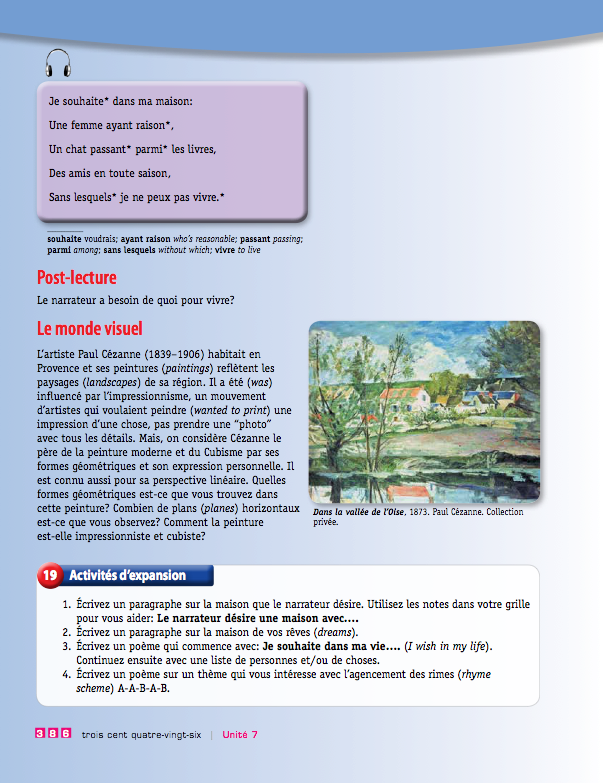 Je souhaite* dans ma maison:
Une femme ayant raison*,
Un chat passant* parmi* les livres,
Des amis en toute saison,
Sans lesquels* je ne peux pas vivre.*
souhaite voudrais; ayant raison who's reasonable; passant passing;
parmi among; sans lesquels without which; vivre to live
Post-lecture
Le narrateur a besoin de quoi pour vivre?
Le monde visuel
L'artiste Paul Cézanne (1839–1906) habitait en
Provence et ses peintures (paintings) reflètent les
paysages (landscapes) de sa région. Il a été (was)
influencé par l'impressionnisme, un mouvement
d'artistes qui voulaient peindre (wanted to print) une
impression d'une chose, pas prendre une "photo"
avec tous les détails. Mais, on considère Cézanne le
père de la peinture moderne et du Cubisme par ses
formes géométriques et son expression personnelle. Il
est connu aussi pour sa perspective linéaire. Quelles
formes géométriques est-ce que vous trouvez dans
cette peinture? Combien de plans (planes) horizontaux
est-ce que vous observez? Comment la peinture
est-elle impressionniste et cubiste?
Dans la vallée de l'Oise, 1873. Paul Cézanne. Collection
privée.
19 Activités d'expansion
1. Écrivez un paragraphe sur la maison que le narrateur désire. Utilisez les notes dans votre grille
pour vous aider: Le narrateur désire une maison avec....
2. Écrivez un paragraphe sur la maison de vos rêves (dreams).
3. Écrivez un poème qui commence avec: Je souhaite dans ma vie.... (I wish in my life).
Continuez ensuite avec une liste de personnes et/ou de choses.
4. Écrivez un poème sur un thème qui vous intéresse avec l'agencement des rimes (rhyme
scheme) A-A-B-A-B.
386 trois cent quatre-vingt-six | Unité 7